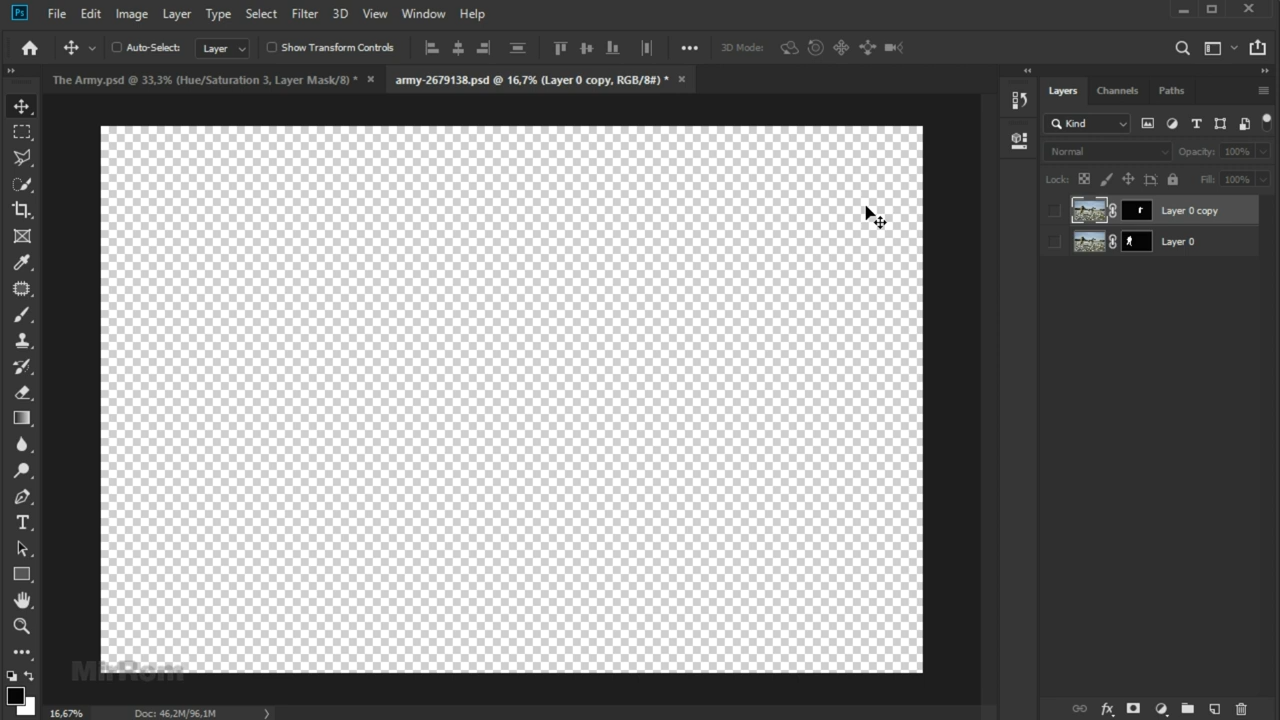 Ps File Edit Image Layer Type Select Filter 3D View Window Help
Auto-Select: Layer Show Transform Controls 3D Mode:
The Army.psd @ 33,3% (Hue/Saturation 3, Layer Mask/8) * army-2679138.psd @ 16,7% (Layer 0 copy, RGB/8#) *
Layers Channels Paths
Kind
Normal Opacity: 100%
Lock: Fill: 100%
Layer 0 copy
Layer 0
MirRom
16,67% Doc: 46,2M/96,1M